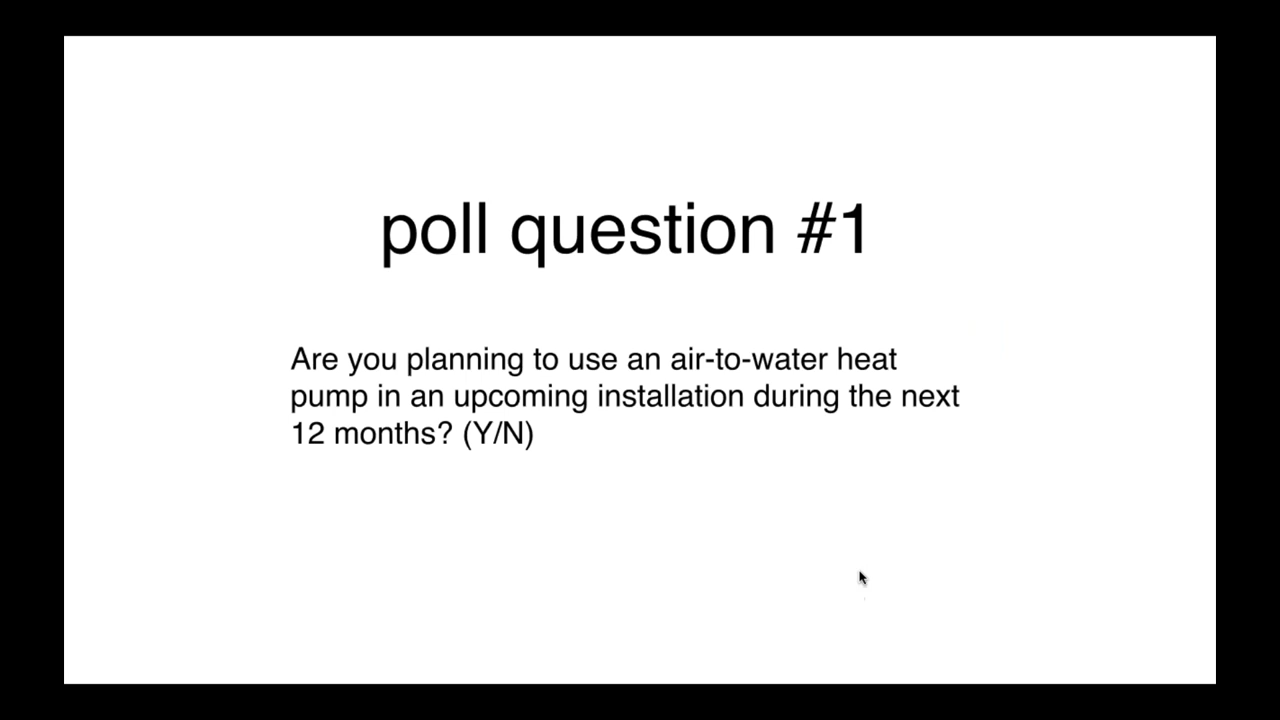 poll question #1
Are you planning to use an air-to-water heat
pump in an upcoming installation during the next
12 months? (Y/N)